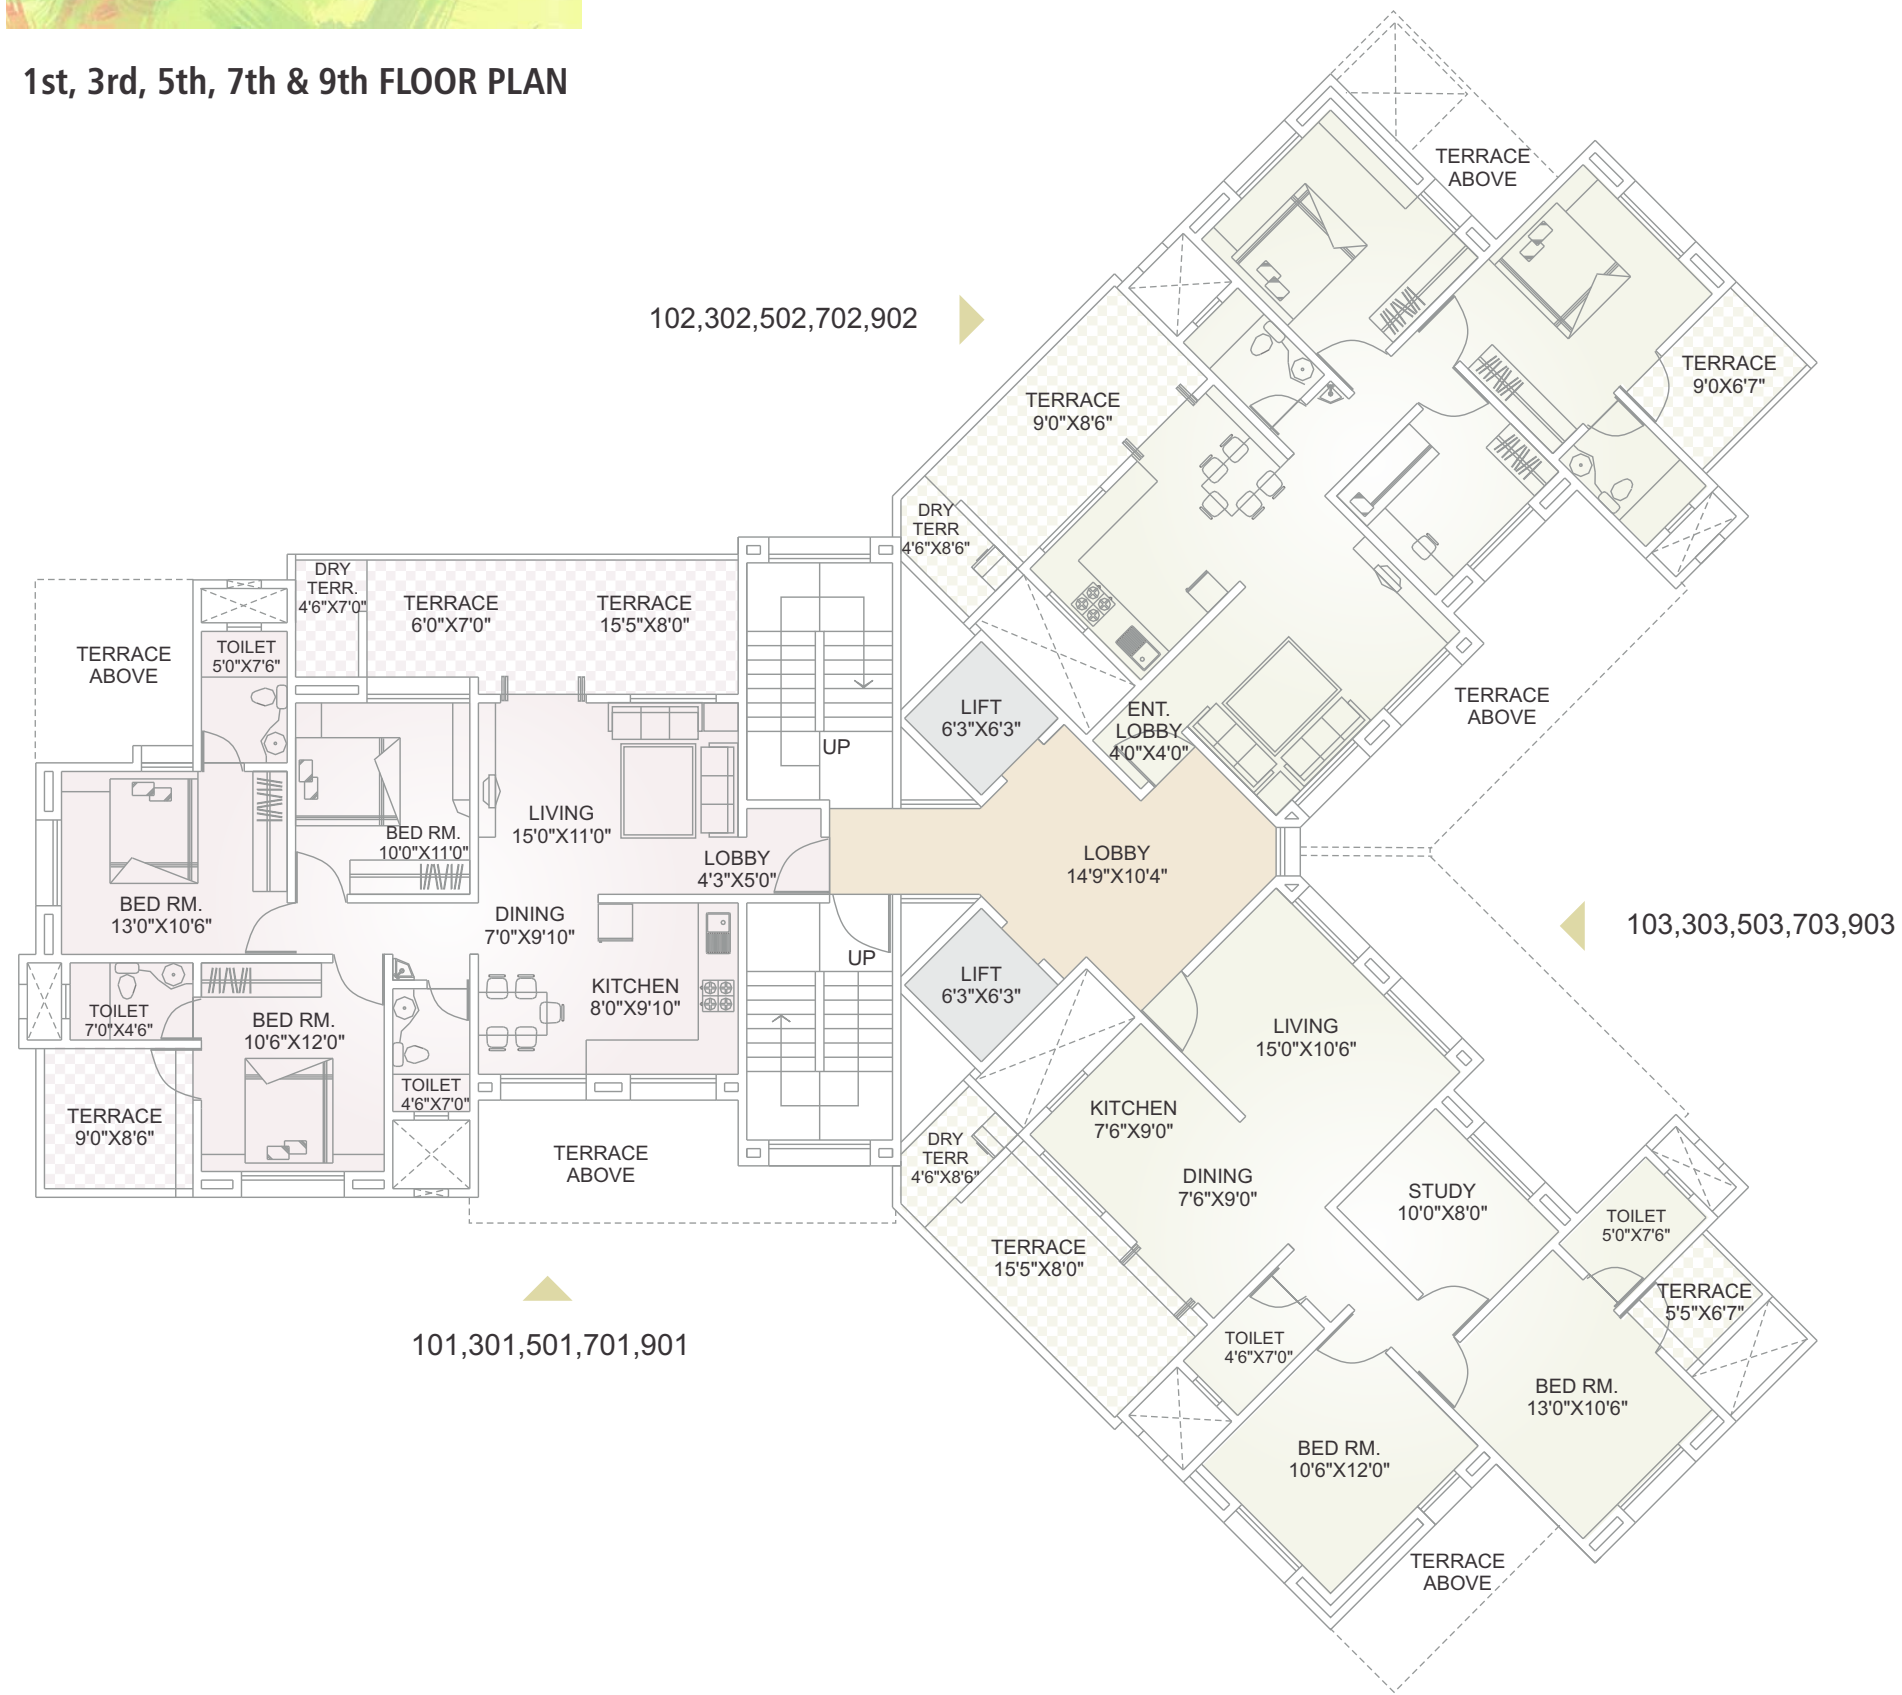 1st, 3rd, 5th, 7th & 9th FLOOR PLAN
TERRACE
ABOVE
102,302,502,702,902
TERRACE
9'0X6'7"
TERRACE
9'0"X8'6"
DRY
TERR
4'6"X8'6"
DRY
TERR.
4'6"X7'0"
TERRACE
6'0"X7'0"
TERRACE
15'5"X8'0"
TERRACE
ABOVE
TOILET
5'0"X7'6"
UP
LIFT
6'3"X6'3"
ENT.
LOBBY
4'0"X4'0"
TERRACE
ABOVE
LIVING
15'0"X11'0"
BED RM.
10'0"X11'0"
LOBBY
4'3"X5'0"
LOBBY
14'9"X10'4"
BED RM.
13'0"X10'6"
DINING
7'0"X9'10"
103,303,503,703,903
UP
LIFT
6'3"X6'3"
KITCHEN
8'0"X9'10"
TOILET
7'0"X4'6"
BED RM.
10'6"X12'0"
LIVING
15'0"X10'6"
TOILET
4'6"X7'0"
TERRACE
9'0"X8'6"
KITCHEN
7'6"X9'0"
TERRACE
ABOVE
DRY
TERR
4'6"X8'6"
DINING
7'6"X9'0"
STUDY
10'0"X8'0"
TOILET
5'0"X7'6"
TERRACE
15'5"X8'0"
TERRACE
5'5"X6'7"
101,301,501,701,901
TOILET
4'6"X7'0"
BED RM.
13'0"X10'6"
BED RM.
10'6"X12'0"
TERRACE
ABOVE